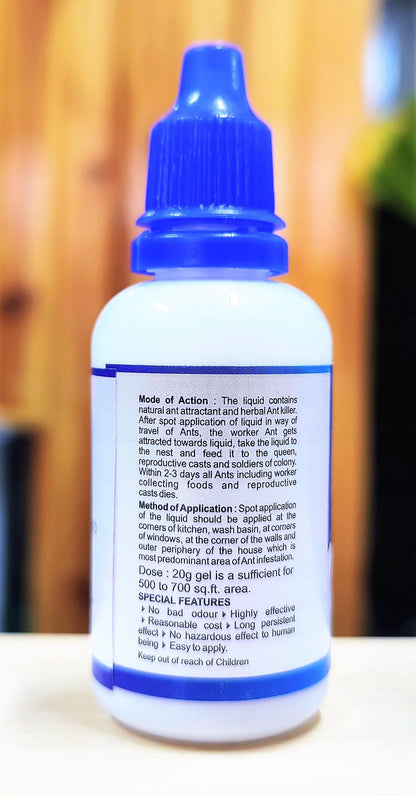 Mode of Action : The liquid contains
natural ant attractant and herbal Ant killer.
After spot application of liquid in way of
travel of Ants, the worker Ant gets
attracted towards liquid, take the liquid to
the nest and feed it to the queen,
reproductive casts and soldiers of colony.
Within 2-3 days all Ants including worker
collecting foods and reproductive
casts dies.
Method of Application : Spot application
of the liquid should be applied at the
corners of kitchen, wash basin, at corners
of windows, at the corner of the walls and
outer periphery of the house which is
most predominant area of Ant infestation.
Dose : 20g gel is a sufficient for
500 to 700 sq.ft. area.
SPECIAL FEATURES
No bad odour Highly effective
Reasonable cost Long persistent
effect No hazardous effect to human
being Easy to apply.
Keep out of reach of Children